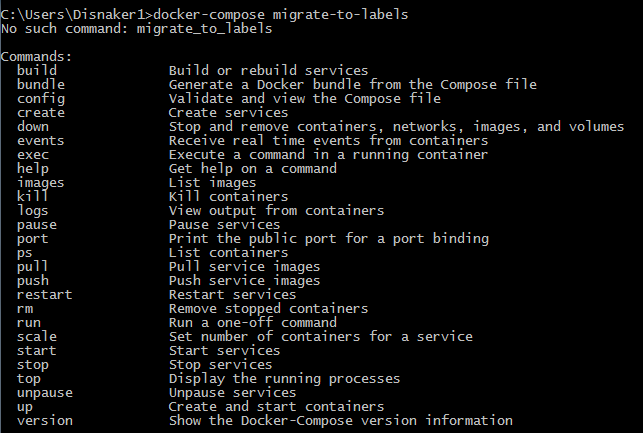 C:\Users\Disnaker1>docker-compose migrate-to-labels
No such command: migrate_to_labels
Commands:
build Build or rebuild services
bundle Generate a Docker bundle from the Compose file
config Validate and view the Compose file
create Create services
down Stop and remove containers, networks, images, and volumes
events Receive real time events from containers
exec Execute a command in a running container
help Get help on a command
images List images
kill Kill containers
logs View output from containers
pause Pause services
port Print the public port for a port binding
ps List containers
pull Pull service images
push Push service images
restart Restart services
rm Remove stopped containers
run Run a one-off command
scale Set number of containers for a service
start Start services
stop Stop services
top Display the running processes
unpause Unpause services
up Create and start containers
version Show the Docker-Compose version information